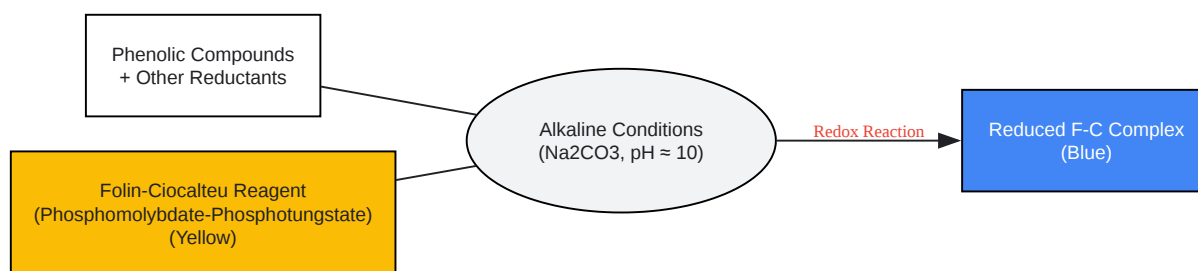 Phenolic Compounds
+ Other Reductants
Folin-Ciocalteu Reagent
(Phosphomolybdate-Phosphotungstate)
(Yellow)
Alkaline Conditions
(Na2CO3, pH ≈ 10)
Redox Reaction
Reduced F-C Complex
(Blue)